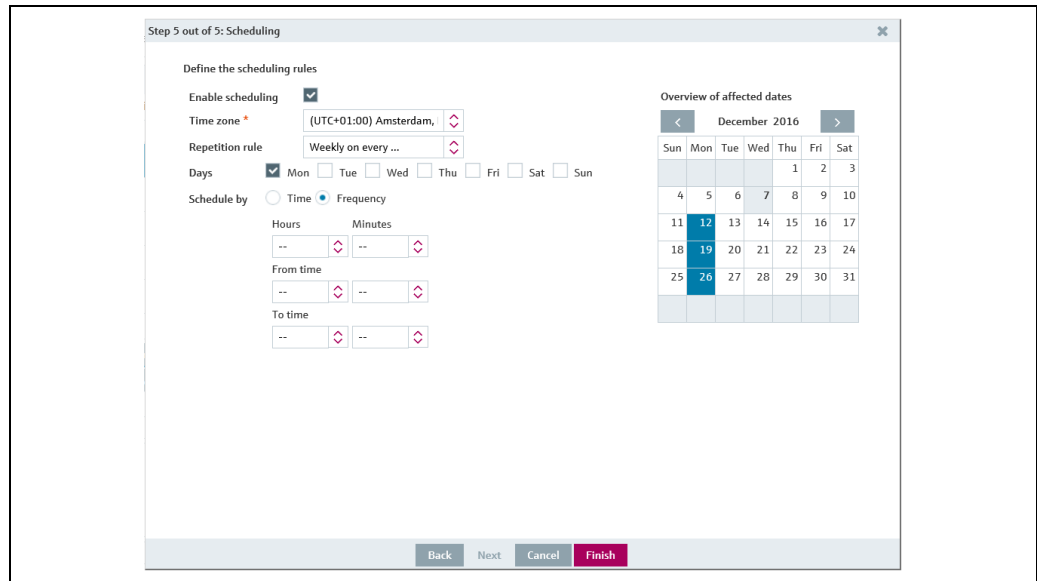 Step 5 out of 5: Scheduling
Define the scheduling rules
Enable scheduling
Time zone *
(UTC+01:00) Amsterdam,
Repetition rule
Weekly on every ...
Days
Mon Tue Wed Thu Fri Sat Sun
Schedule by
Time Frequency
Hours Minutes
-- --
From time
-- --
To time
-- --
Overview of affected dates
< December 2016 >
Sun Mon Tue Wed Thu Fri Sat
1 2 3
4 5 6 7 8 9 10
11 12 13 14 15 16 17
18 19 20 21 22 23 24
25 26 27 28 29 30 31
Back Next Cancel Finish